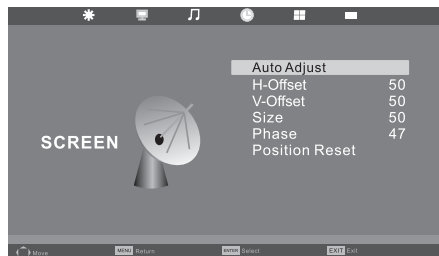 Auto Adjust
H-Offset 50
V-Offset 50
Size 50
Phase 47
Position Reset
SCREEN
Move MENU Return ENTER Select EXIT Exit